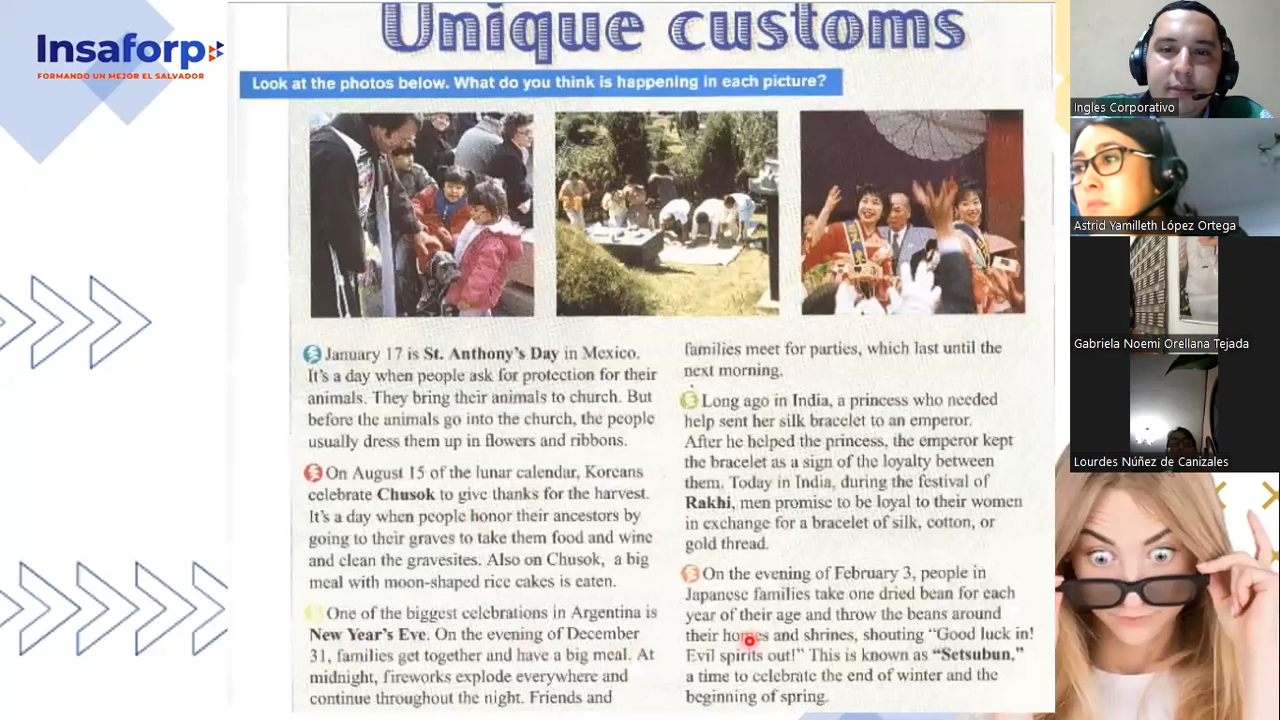 Insaforp
FORMANDO UN MEJOR EL SALVADOR
Unique customs
Look at the photos below. What do you think is happening in each picture?
January 17 is St. Anthony's Day in Mexico.
It's a day when people ask for protection for their
animals. They bring their animals to church. But
before the animals go into the church, the people
usually dress them up in flowers and ribbons.
On August 15 of the lunar calendar, Koreans
celebrate Chusok to give thanks for the harvest.
It's a day when people honor their ancestors by
going to their graves to take them food and wine
and clean the gravesites. Also on Chusok, a big
meal with moon-shaped rice cakes is eaten.
One of the biggest celebrations in Argentina is
New Year's Eve. On the evening of December
31, families get together and have a big meal. At
midnight, fireworks explode everywhere and
continue throughout the night. Friends and
families meet for parties, which last until the
next morning.
Long ago in India, a princess who needed
help sent her silk bracelet to an emperor.
After he helped the princess, the emperor kept
the bracelet as a sign of the loyalty between
them. Today in India, during the festival of
Rakhi, men promise to be loyal to their women
in exchange for a bracelet of silk, cotton, or
gold thread.
On the evening of February 3, people in
Japanese families take one dried bean for each
year of their age and throw the beans around
their homes and shrines, shouting "Good luck in!
Evil spirits out!" This is known as "Setsubun,"
a time to celebrate the end of winter and the
beginning of spring.
Ingles Corporativo
Astrid Yamilleth López Ortega
Gabriela Noemi Orellana Tejada
Lourdes Núñez de Canizales